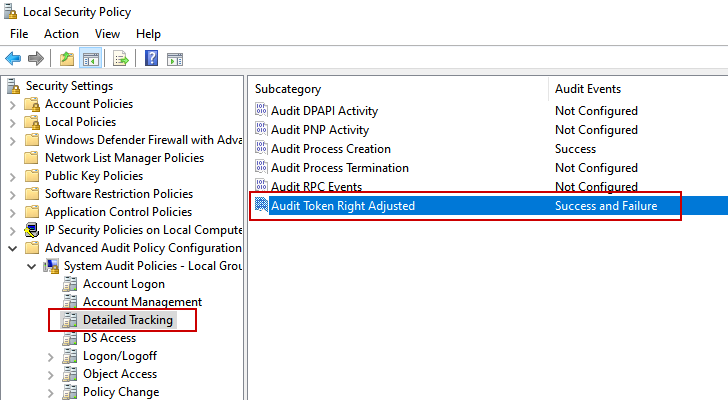 Local Security Policy
File Action View Help
Security Settings
Account Policies
Local Policies
Windows Defender Firewall with Adva
Network List Manager Policies
Public Key Policies
Software Restriction Policies
Application Control Policies
IP Security Policies on Local Compute
Advanced Audit Policy Configuration
System Audit Policies - Local Grou
Account Logon
Account Management
Detailed Tracking
DS Access
Logon/Logoff
Object Access
Policy Change
Subcategory Audit Events
Audit DPAPI Activity Not Configured
Audit PNP Activity Not Configured
Audit Process Creation Success
Audit Process Termination Not Configured
Audit RPC Events Not Configured
Audit Token Right Adjusted Success and Failure